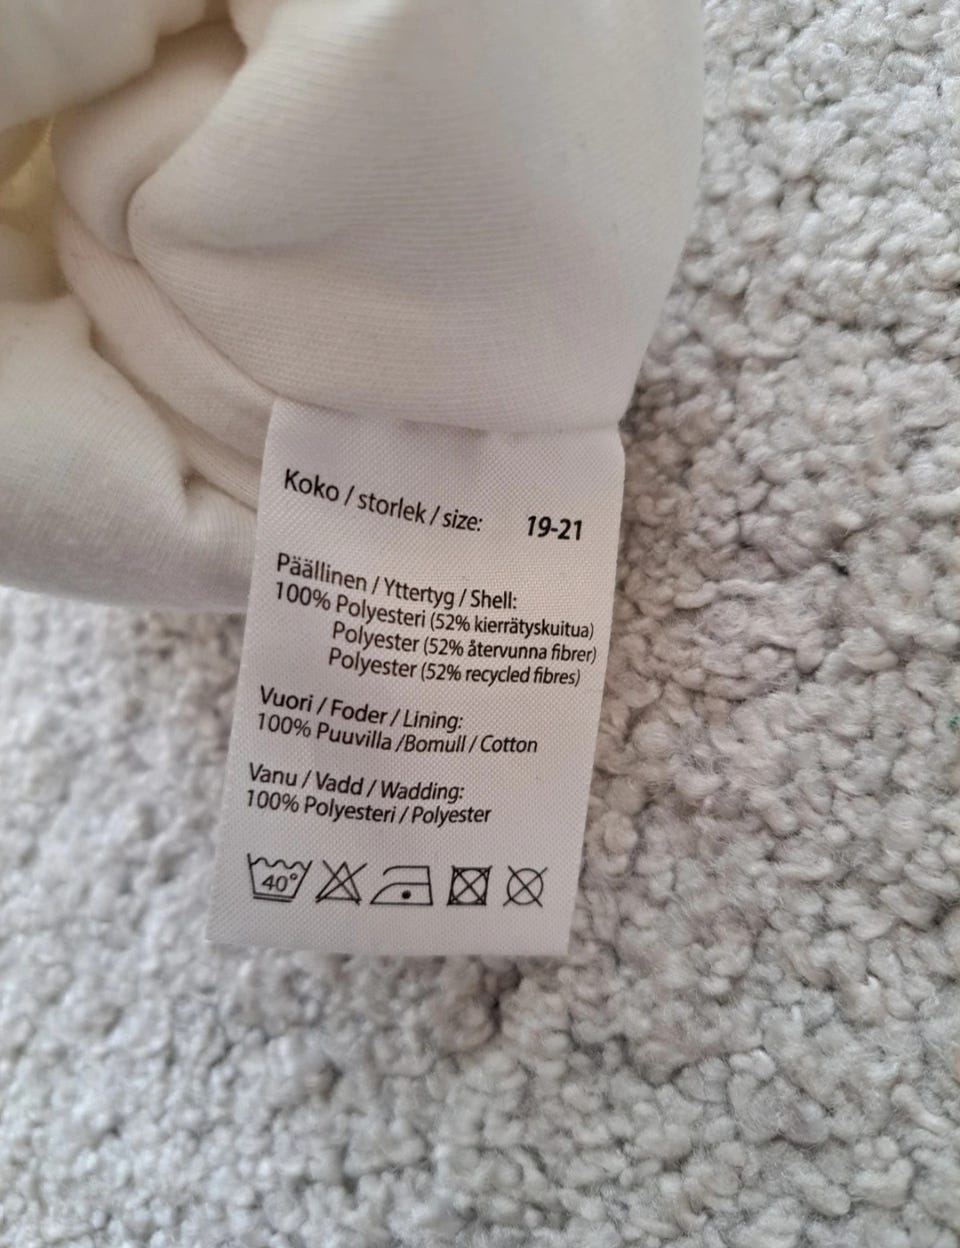 Koko / storlek / size: 19-21
Päällinen / Yttertyg / Shell:
100% Polyesteri (52% kierrätyskuitua)
Polyester (52% återvunna fibrer)
Polyester (52% recycled fibres)
Vuori / Foder / Lining:
100% Puuvilla /Bomull / Cotton
Vanu / Vadd / Wadding:
100% Polyesteri / Polyester
40°